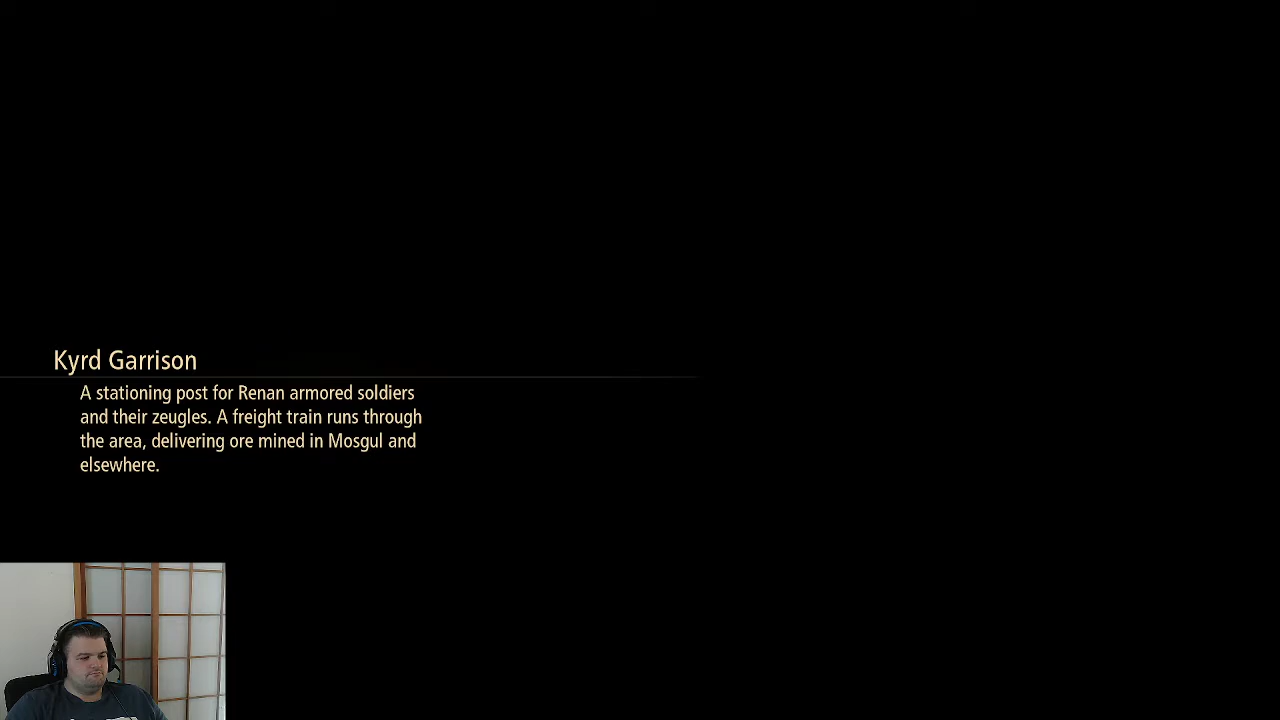 Kyrd Garrison
A stationing post for Renan armored soldiers
and their zeugles. A freight train runs through
the area, delivering ore mined in Mosgul and
elsewhere.